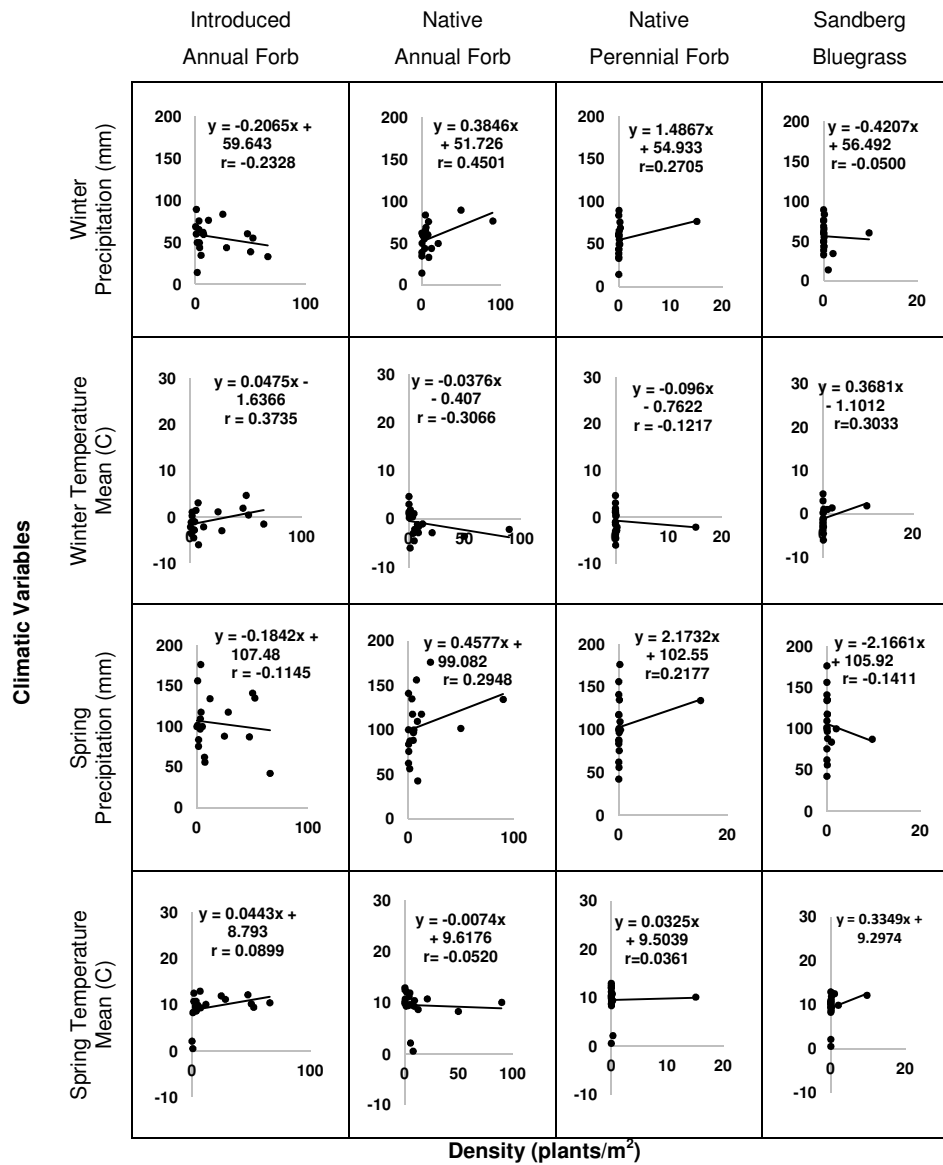 Introduced
Annual Forb
Native
Annual Forb
Native
Perennial Forb
Sandberg
Bluegrass
Climatic Variables
Winter
Precipitation (mm)
200
150
100
50
0
0
100
y = -0.2065x +
59.643
r= -0.2328
200
150
100
50
0
0
50
100
y = 0.3846x
+ 51.726
r= 0.4501
200
150
100
50
0
0
10
20
y = 1.4867x
+ 54.933
r=0.2705
200
150
100
50
0
0
20
y = -0.4207x
+ 56.492
r= -0.0500
Winter Temperature
Mean (C)
30
20
10
0
-10
0
100
y = 0.0475x -
1.6366
r = 0.3735
30
20
10
0
-10
0
50
100
y = -0.0376x
- 0.407
r = -0.3066
30
20
10
0
-10
0
10
20
y = -0.096x
- 0.7622
r = -0.1217
30
20
10
0
-10
0
20
y = 0.3681x
- 1.1012
r=0.3033
Spring
Precipitation (mm)
200
150
100
50
0
0
100
y = -0.1842x +
107.48
r = -0.1145
200
150
100
50
0
0
100
y = 0.4577x +
99.082
r= 0.2948
200
150
100
50
0
0
20
y = 2.1732x
+ 102.55
r=0.2177
200
150
100
50
0
0
20
y = -2.1661x
+ 105.92
r= -0.1411
Spring Temperature
Mean (C)
30
20
10
0
-10
0
100
y = 0.0443x +
8.793
r = 0.0899
30
20
10
0
-10
0
50
100
y = -0.0074x
+ 9.6176
r= -0.0520
30
20
10
0
-10
0
20
y = 0.0325x
+ 9.5039
r=0.0361
30
20
10
0
-10
0
20
y = 0.3349x +
9.2974
Density (plants/m²)